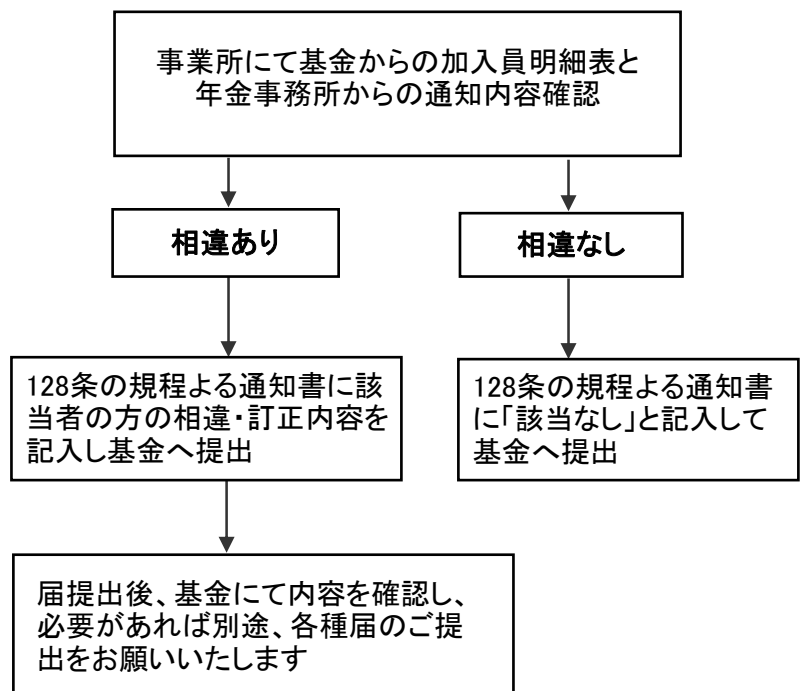 事業所にて基金からの加入員明細表と
年金事務所からの通知内容確認
相違あり
相違なし
128条の規程よる通知書に該
当者の方の相違・訂正内容を
記入し基金へ提出
128条の規程よる通知書
に「該当なし」と記入して
基金へ提出
届提出後、基金にて内容を確認し、
必要があれば別途、各種届のご提
出をお願いいたします